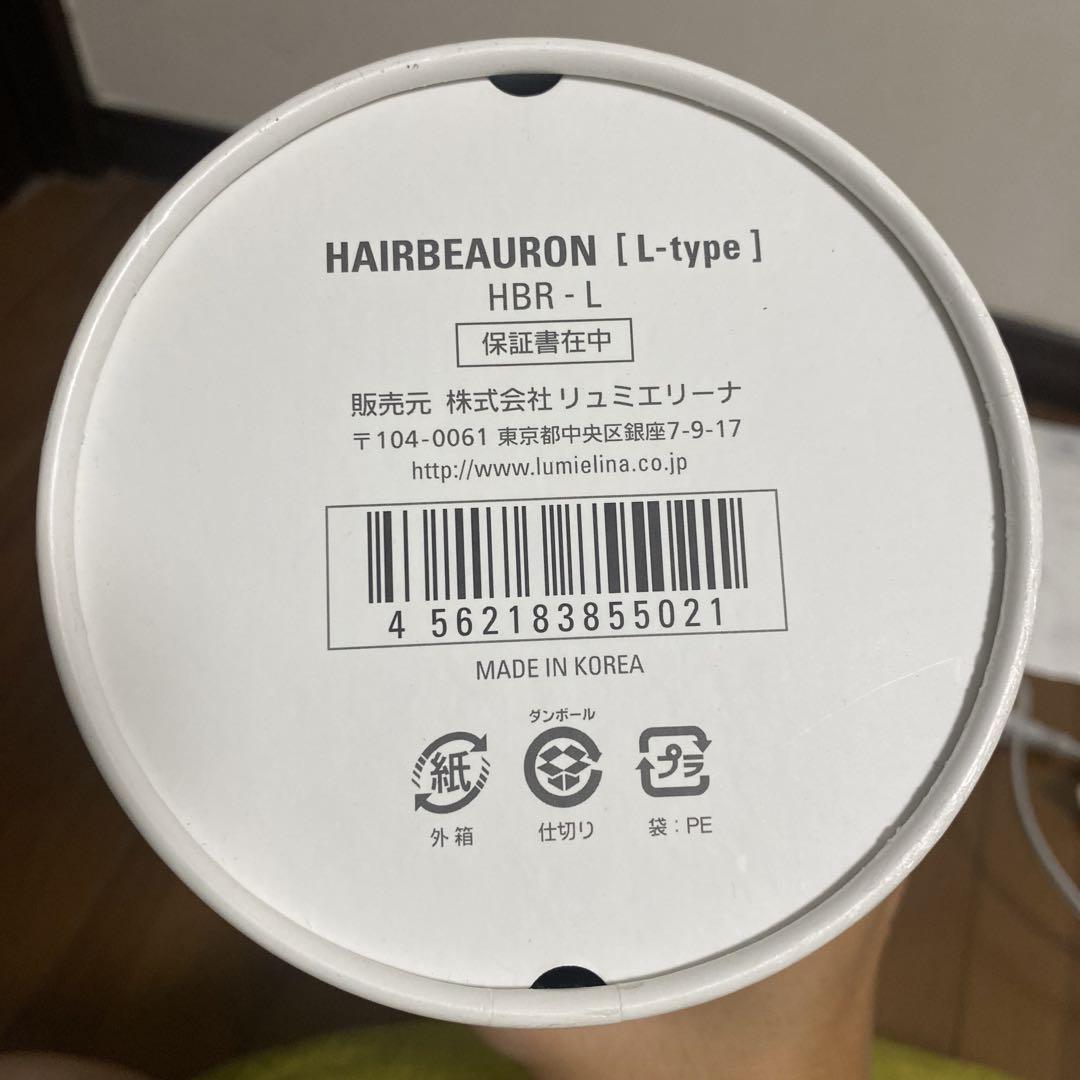 HAIRBEAURON [ L-type ]
HBR - L
保証書在中
販売元 株式会社リュミエリーナ
〒104-0061 東京都中央区銀座7-9-17
http://www.lumielina.co.jp
4 562183855021
MADE IN KOREA
ダンボール
紙 プラ
外箱 仕切り 袋：PE